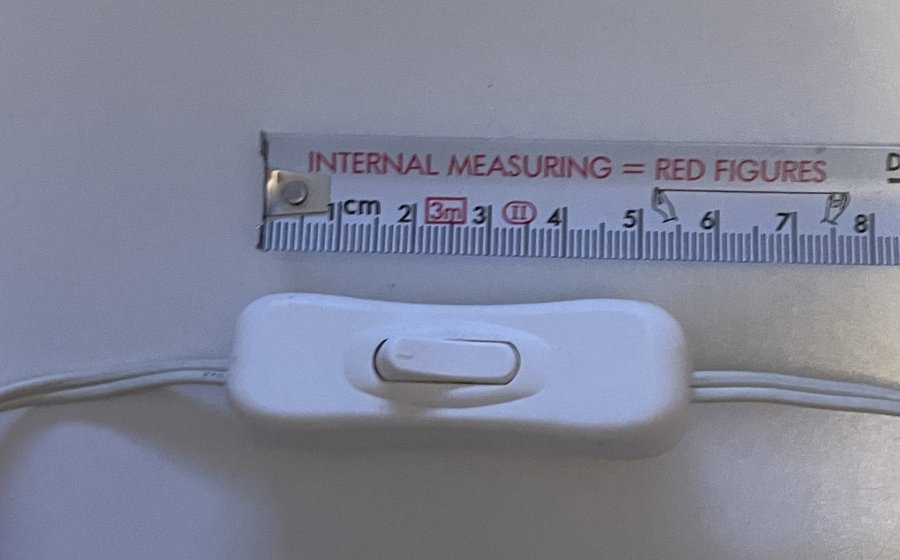 INTERNAL MEASURING = RED FIGURES
D
1 cm 2 3m 3 II 4 5 6 7 8